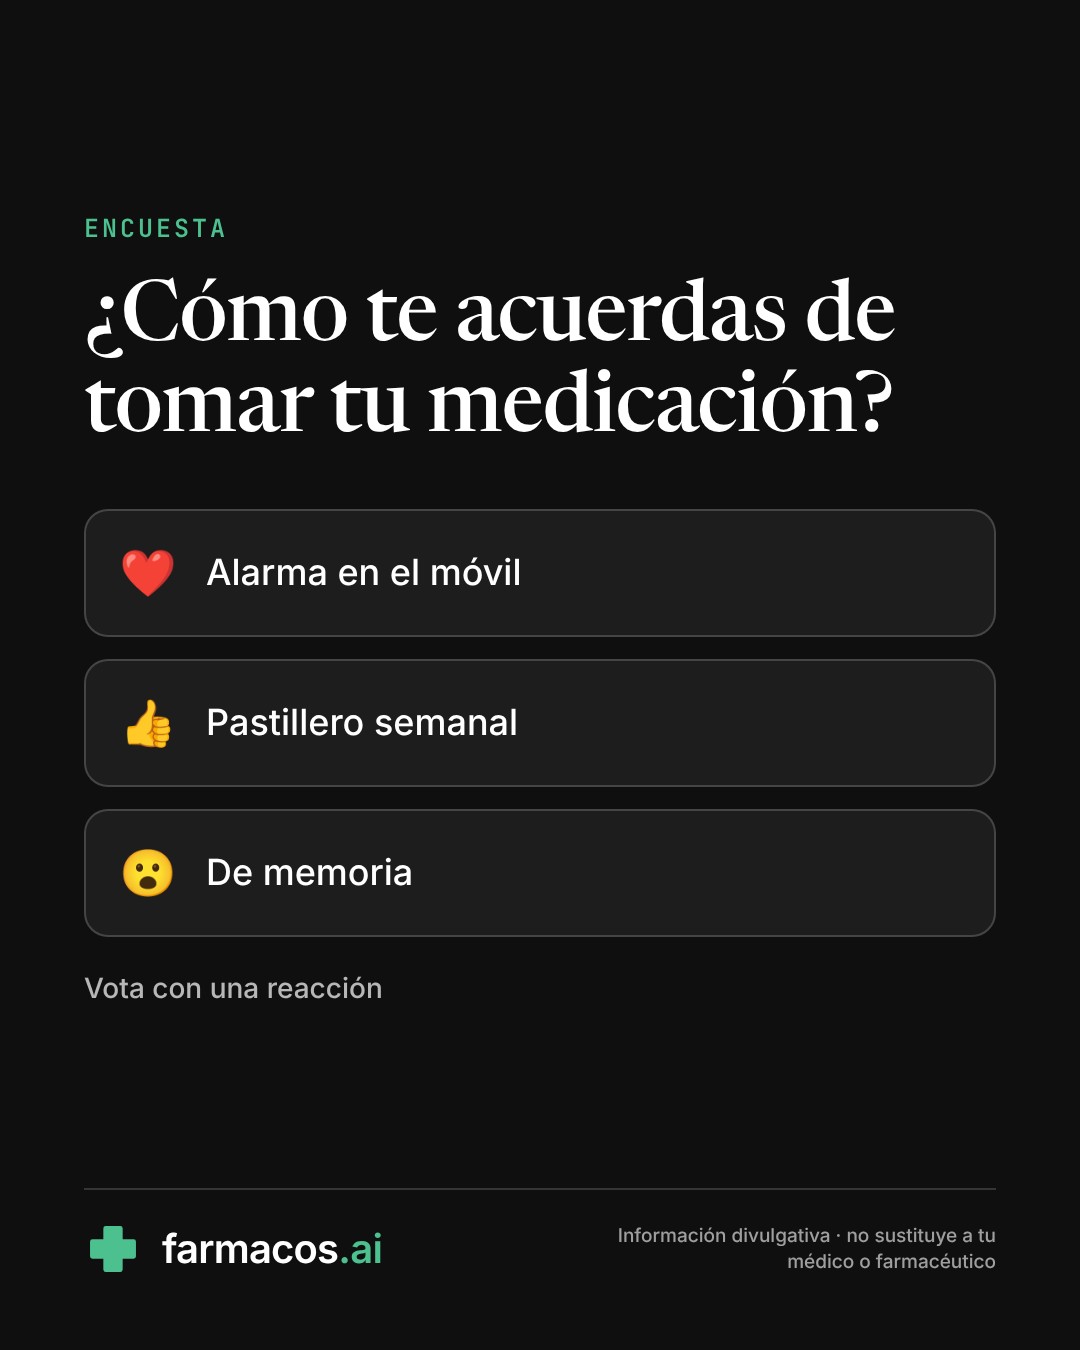 ENCUESTA
¿Cómo te acuerdas de
tomar tu medicación?
Alarma en el móvil
Pastillero semanal
De memoria
Vota con una reacción
farmacos.ai
Información divulgativa · no sustituye a tu
médico o farmacéutico